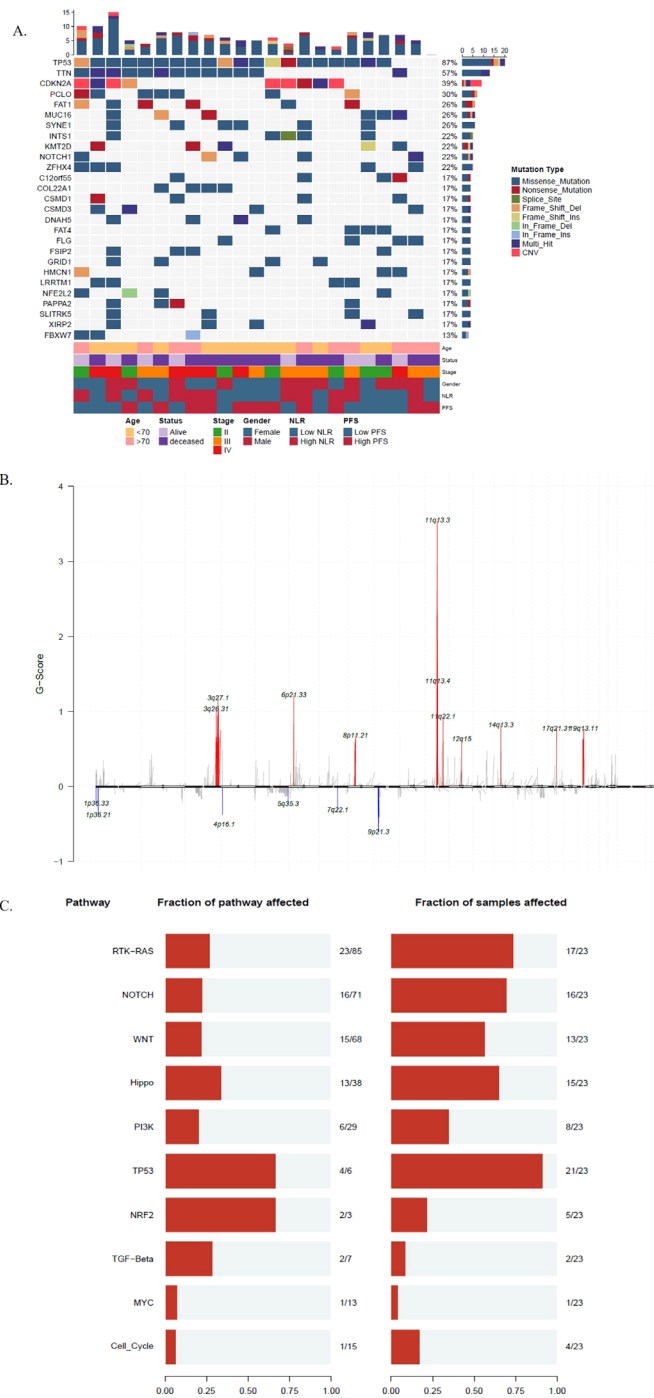 A.
15
10
5
0
0 5 10 15 20
TP53 87%
TTN 57%
CDKN2A 39%
PCLO 30%
FAT1 26%
MUC16 26%
SYNE1 26%
INTS1 22%
KMT2D 22%
NOTCH1 22%
ZFHX4 22%
C12orf55 17%
COL22A1 17%
CSMD1 17%
CSMD3 17%
DNAH5 17%
FAT4 17%
FLG 17%
FSIP2 17%
GRID1 17%
HMCN1 17%
LRRTM1 17%
NFE2L2 17%
PAPPA2 17%
SLITRK5 17%
XIRP2 17%
FBXW7 13%
Mutation Type
Missense_Mutation
Nonsense_Mutation
Splice_Site
Frame_Shift_Del
Frame_Shift_Ins
In_Frame_Del
In_Frame_Ins
Multi_Hit
CNV
Age
Status
Stage
Gender
NLR
PFS
Age Status Stage Gender NLR PFS
<70 Alive II Female Low NLR Low PFS
>70 deceased III Male High NLR High PFS
IV
B.
4
3
2
1
0
−1
G−Score
11q13.3
11q13.4
3q27.1
3q26.31
6p21.33
8p11.21
11q22.1
12q15
14q13.3
17q21.31
19q13.11
1p36.33
1p36.21
4p16.1
5q35.3
7q22.1
9p21.3
C.
Pathway Fraction of pathway affected Fraction of samples affected
RTK−RAS 23/85 17/23
NOTCH 16/71 16/23
WNT 15/68 13/23
Hippo 13/38 15/23
PI3K 6/29 8/23
TP53 4/6 21/23
NRF2 2/3 5/23
TGF−Beta 2/7 2/23
MYC 1/13 1/23
Cell_Cycle 1/15 4/23
0.00 0.25 0.50 0.75 1.00 0.00 0.25 0.50 0.75 1.00